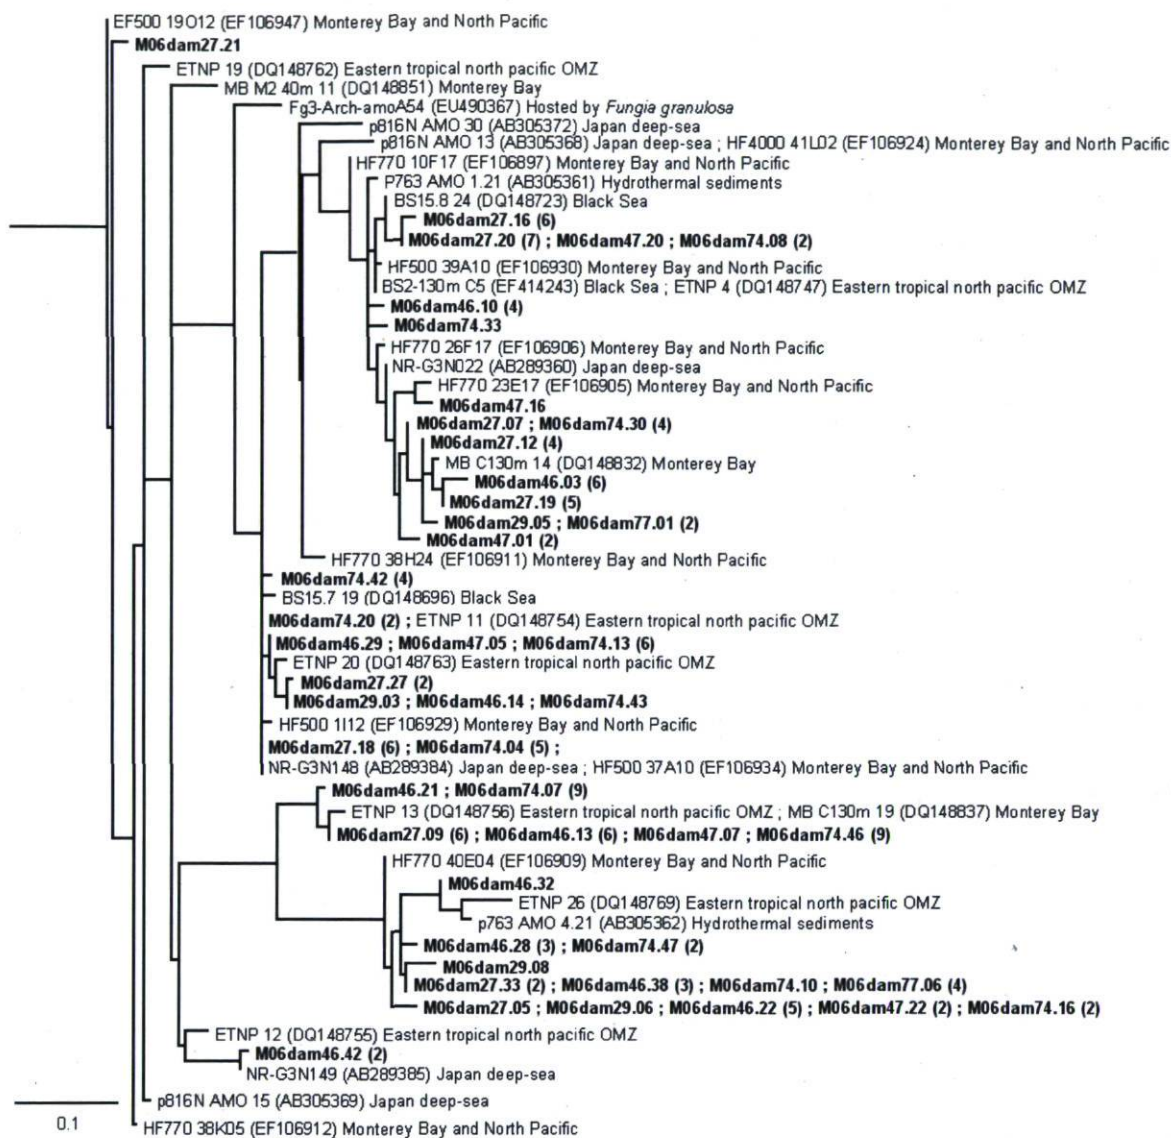 EF500 19O12 (EF106947) Monterey Bay and North Pacific
M06dam27.21
ETNP 19 (DQ148762) Eastern tropical north pacific OMZ
MB M2 40m 11 (DQ148851) Monterey Bay
Fg3-Arch-amoA54 (EU490367) Hosted by Fungia granulosa
p816N AMO 30 (AB305372) Japan deep-sea
p816N AMO 13 (AB305368) Japan deep-sea ; HF4000 41L02 (EF106924) Monterey Bay and North Pacific
HF770 10F17 (EF106897) Monterey Bay and North Pacific
P763 AMO 1.21 (AB305361) Hydrothermal sediments
BS15.8 24 (DQ148723) Black Sea
M06dam27.16 (6)
M06dam27.20 (7) ; M06dam47.20 ; M06dam74.08 (2)
HF500 39A10 (EF106930) Monterey Bay and North Pacific
BS2-130m C5 (EF414243) Black Sea ; ETNP 4 (DQ148747) Eastern tropical north pacific OMZ
M06dam46.10 (4)
M06dam74.33
HF770 26F17 (EF106906) Monterey Bay and North Pacific
NR-G3N022 (AB289360) Japan deep-sea
HF770 23E17 (EF106905) Monterey Bay and North Pacific
M06dam47.16
M06dam27.07 ; M06dam74.30 (4)
M06dam27.12 (4)
MB C130m 14 (DQ148832) Monterey Bay
M06dam46.03 (6)
M06dam27.19 (5)
M06dam29.05 ; M06dam77.01 (2)
M06dam47.01 (2)
HF770 38H24 (EF106911) Monterey Bay and North Pacific
M06dam74.42 (4)
BS15.7 19 (DQ148696) Black Sea
M06dam74.20 (2) ; ETNP 11 (DQ148754) Eastern tropical north pacific OMZ
M06dam46.29 ; M06dam47.05 ; M06dam74.13 (6)
ETNP 20 (DQ148763) Eastern tropical north pacific OMZ
M06dam27.27 (2)
M06dam29.03 ; M06dam46.14 ; M06dam74.43
HF500 1I12 (EF106929) Monterey Bay and North Pacific
M06dam27.18 (6) ; M06dam74.04 (5) ;
NR-G3N148 (AB289384) Japan deep-sea ; HF500 37A10 (EF106934) Monterey Bay and North Pacific
M06dam46.21 ; M06dam74.07 (9)
ETNP 13 (DQ148756) Eastern tropical north pacific OMZ ; MB C130m 19 (DQ148837) Monterey Bay
M06dam27.09 (6) ; M06dam46.13 (6) ; M06dam47.07 ; M06dam74.46 (9)
HF770 40E04 (EF106909) Monterey Bay and North Pacific
M06dam46.32
ETNP 26 (DQ148769) Eastern tropical north pacific OMZ
p763 AMO 4.21 (AB305362) Hydrothermal sediments
M06dam46.28 (3) ; M06dam74.47 (2)
M06dam29.08
M06dam27.33 (2) ; M06dam46.38 (3) ; M06dam74.10 ; M06dam77.06 (4)
M06dam27.05 ; M06dam29.06 ; M06dam46.22 (5) ; M06dam47.22 (2) ; M06dam74.16 (2)
ETNP 12 (DQ148755) Eastern tropical north pacific OMZ
M06dam46.42 (2)
NR-G3N149 (AB289385) Japan deep-sea
p816N AMO 15 (AB305369) Japan deep-sea
0.1
HF770 38K05 (EF106912) Monterey Bay and North Pacific